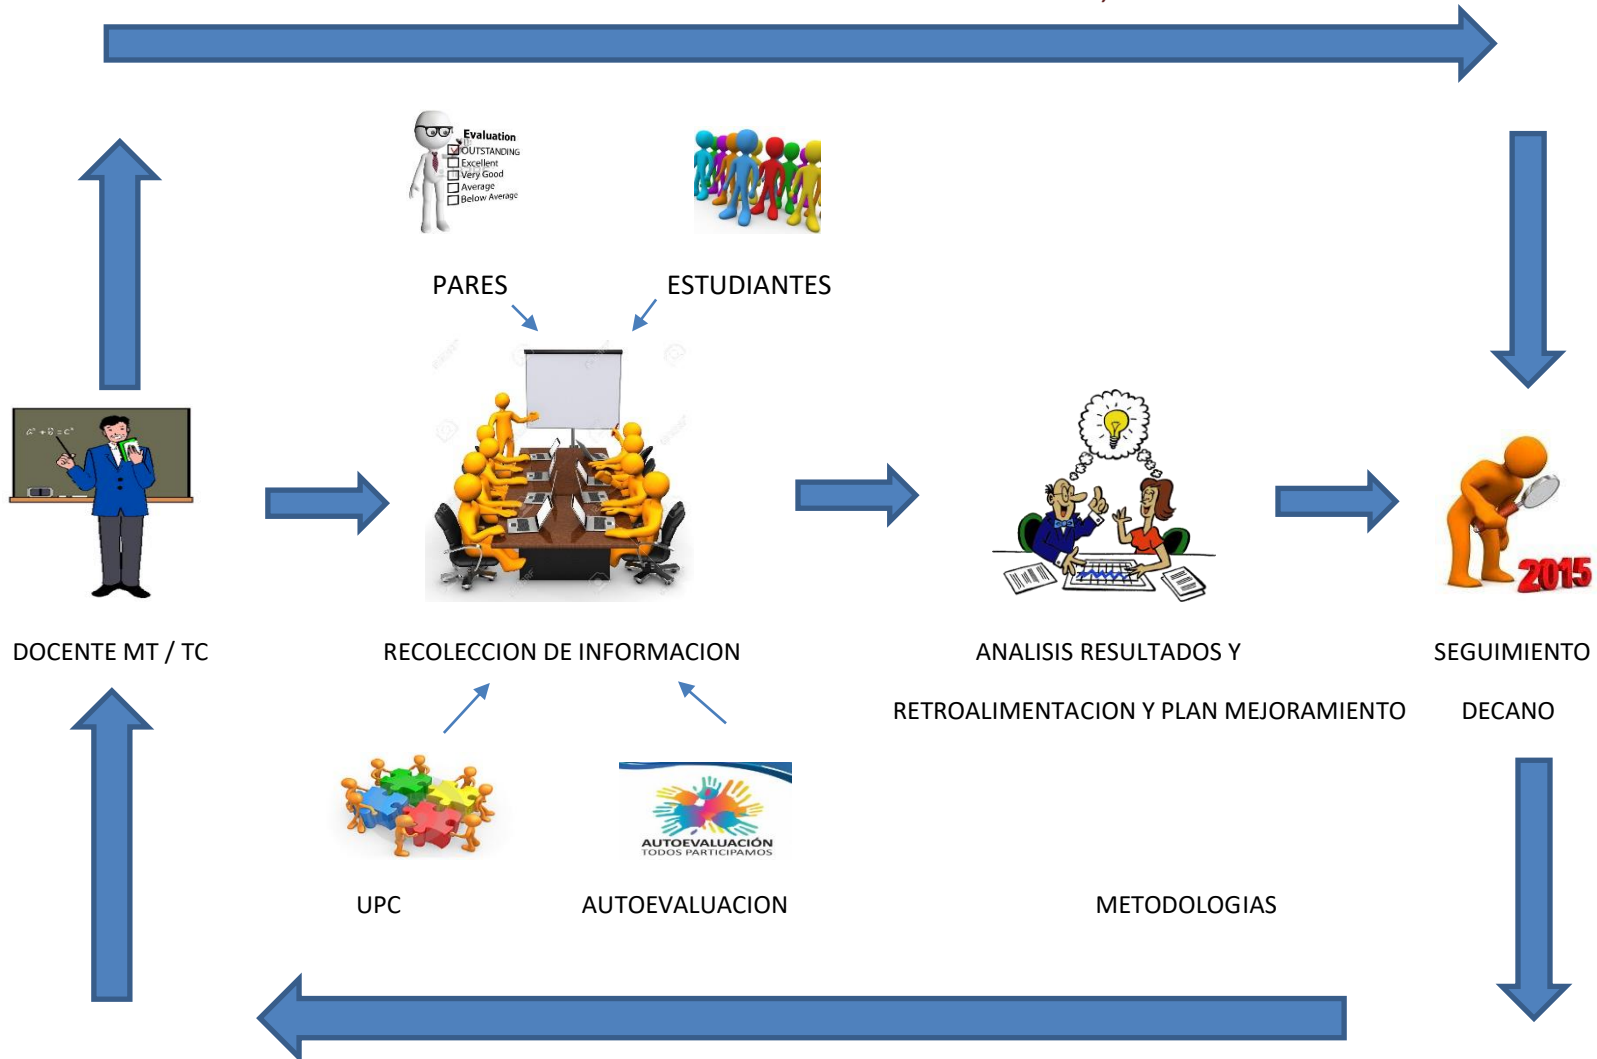 Evaluation
OUTSTANDING
Excellent
Very Good
Average
Below Average
PARES
ESTUDIANTES
2015
DOCENTE MT / TC
RECOLECCION DE INFORMACION
ANALISIS RESULTADOS Y
SEGUIMIENTO
RETROALIMENTACION Y PLAN MEJORAMIENTO
DECANO
AUTOEVALUACIÓN
TODOS PARTICIPAMOS
UPC
AUTOEVALUACION
METODOLOGIAS